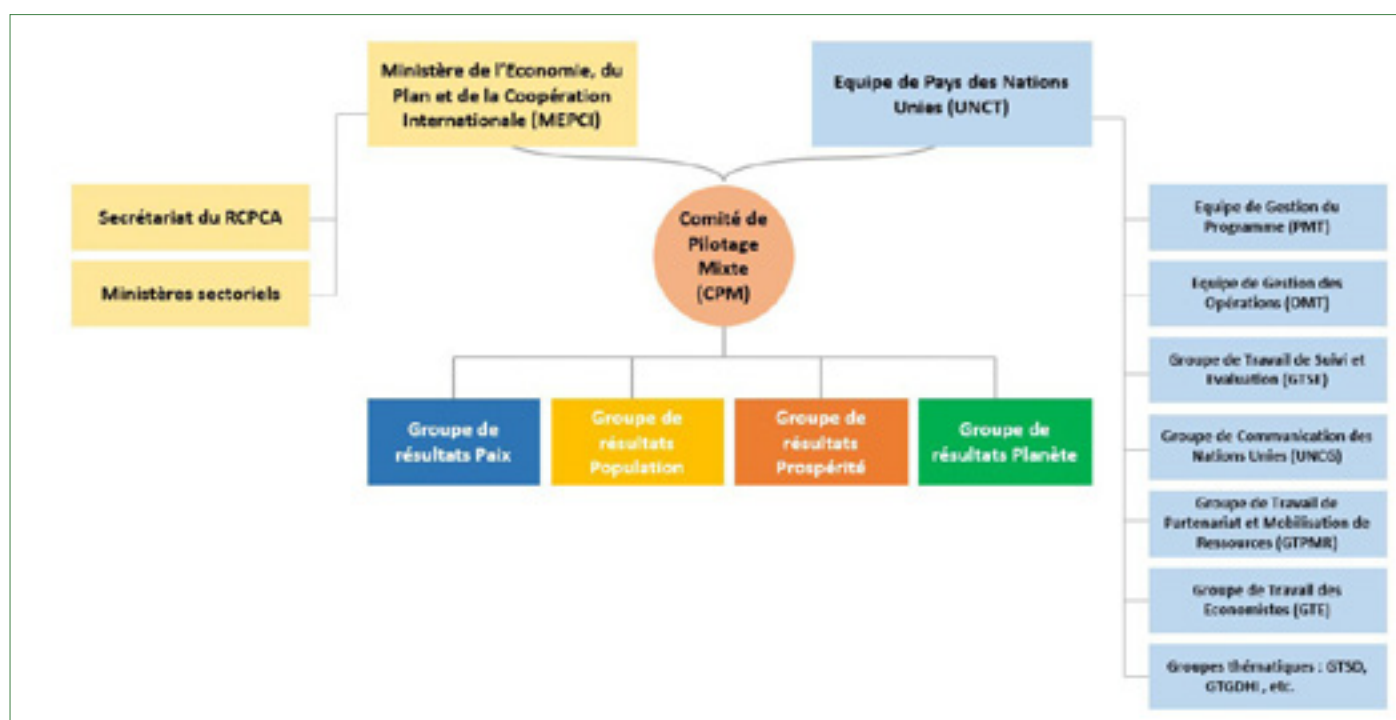 Ministère de l'Economie, du
Plan et de la Coopération
Internationale (MEPCI)
Equipe de Pays des Nations
Unies (UNCT)
Secrétariat du RCPCA
Ministères sectoriels
Comité de
Pilotage
Mixte
(CPM)
Groupe de
résultats Paix
Groupe de
résultats
Population
Groupe de
résultats
Prospérité
Groupe de
résultats Planète
Equipe de Gestion du
Programme (PMT)
Equipe de Gestion des
Opérations (OMT)
Groupe de Travail de Suivi et
Evaluation (GTSE)
Groupe de Communication des
Nations Unies (UNCG)
Groupe de Travail de
Partenariat et Mobilisation de
Ressources (GTPMR)
Groupe de Travail des
Economistes (GTE)
Groupes thématiques : GTSD,
GTGDHI, etc.